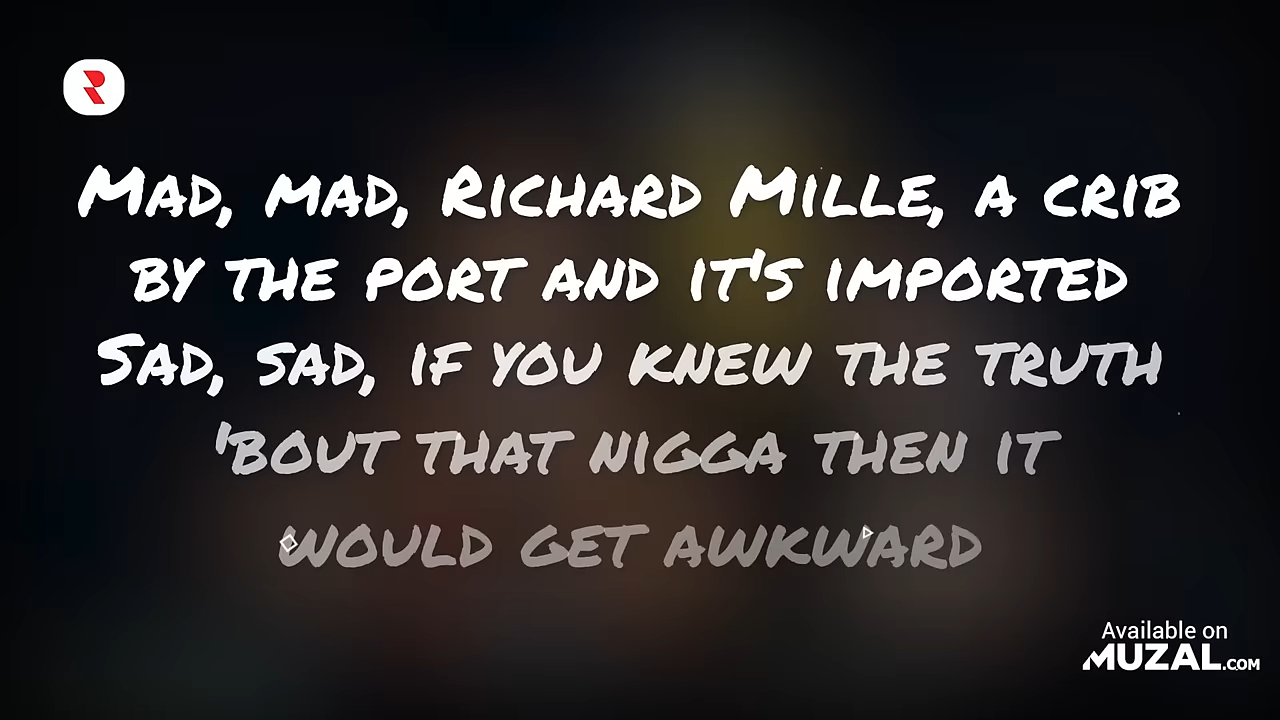 Mad, mad, Richard Mille, a crib
by the port and it's imported
Sad, sad, if you knew the truth
'bout that nigga then it
would get awkward
Available on
MUZAL.COM